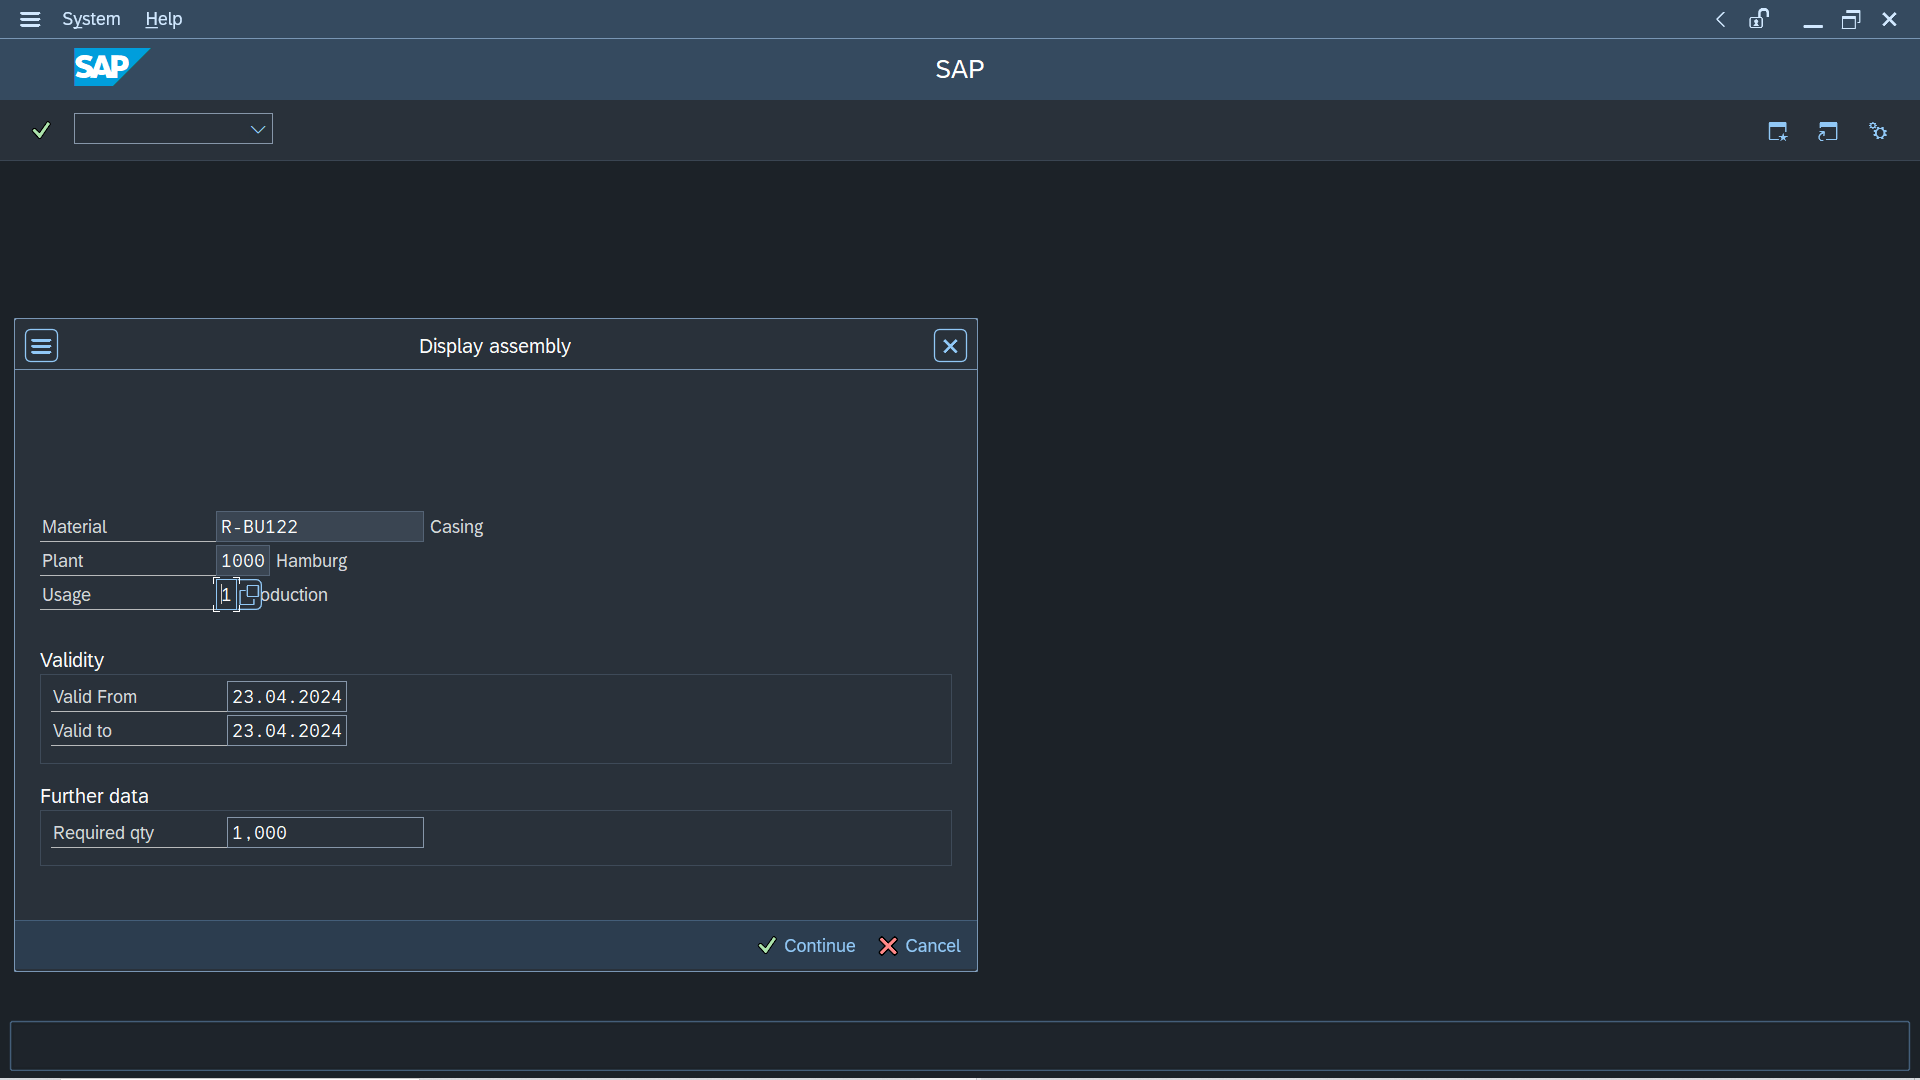 System Help
SAP
SAP
Display assembly
Material R-BU122 Casing
Plant 1000 Hamburg
Usage 1 oduction
Validity
Valid From 23.04.2024
Valid to 23.04.2024
Further data
Required qty 1,000
Continue Cancel